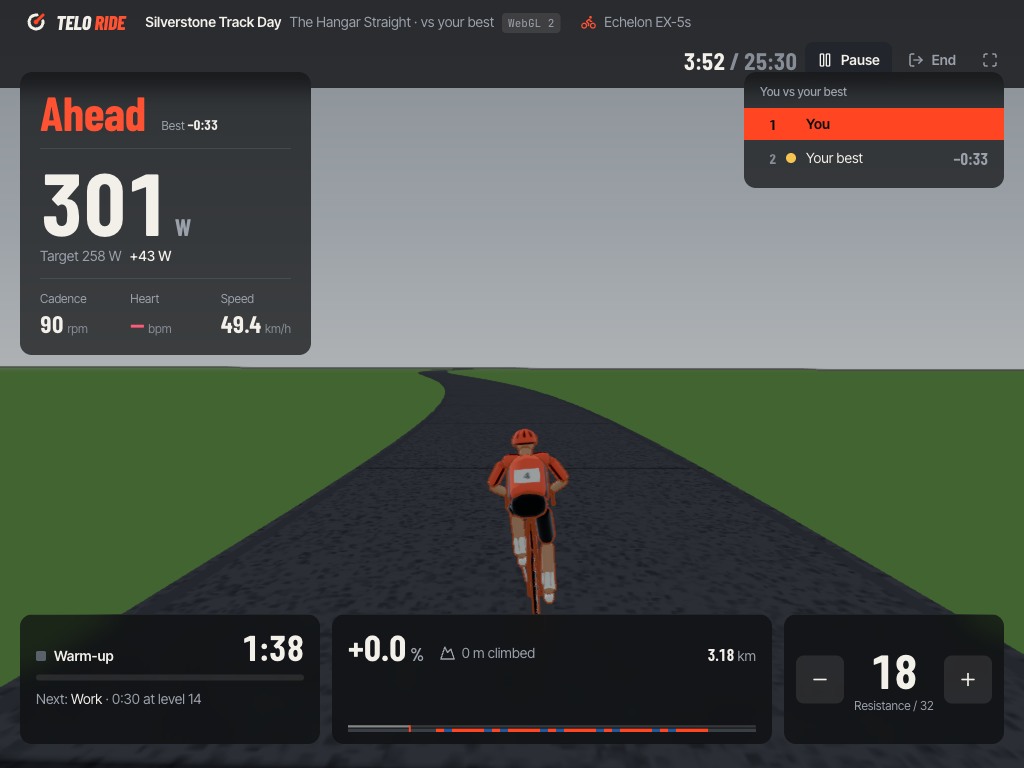 TELO RIDE Silverstone Track Day The Hangar Straight · vs your best WebGL 2 Echelon EX-5s
3:52 / 25:30 Pause End
Ahead Best −0:33
301 W
Target 258 W +43 W
Cadence Heart Speed
90 rpm – bpm 49.4 km/h
You vs your best
1 You
2 Your best −0:33
4
Warm-up 1:38
Next: Work · 0:30 at level 14
+0.0 % 0 m climbed 3.18 km
− 18 +
Resistance / 32